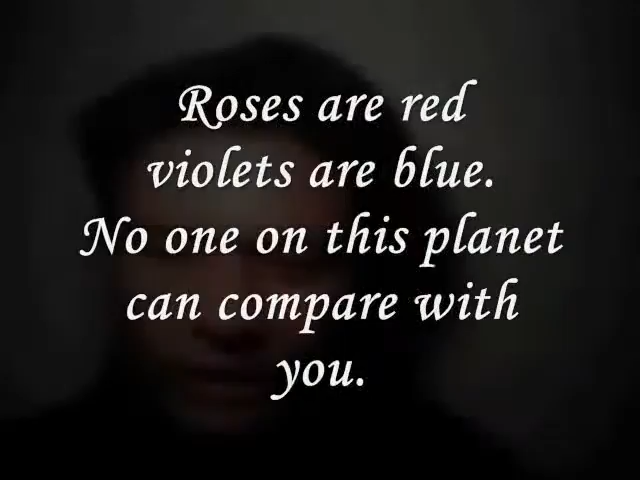 Roses are red
violets are blue.
No one on this planet
can compare with
you.